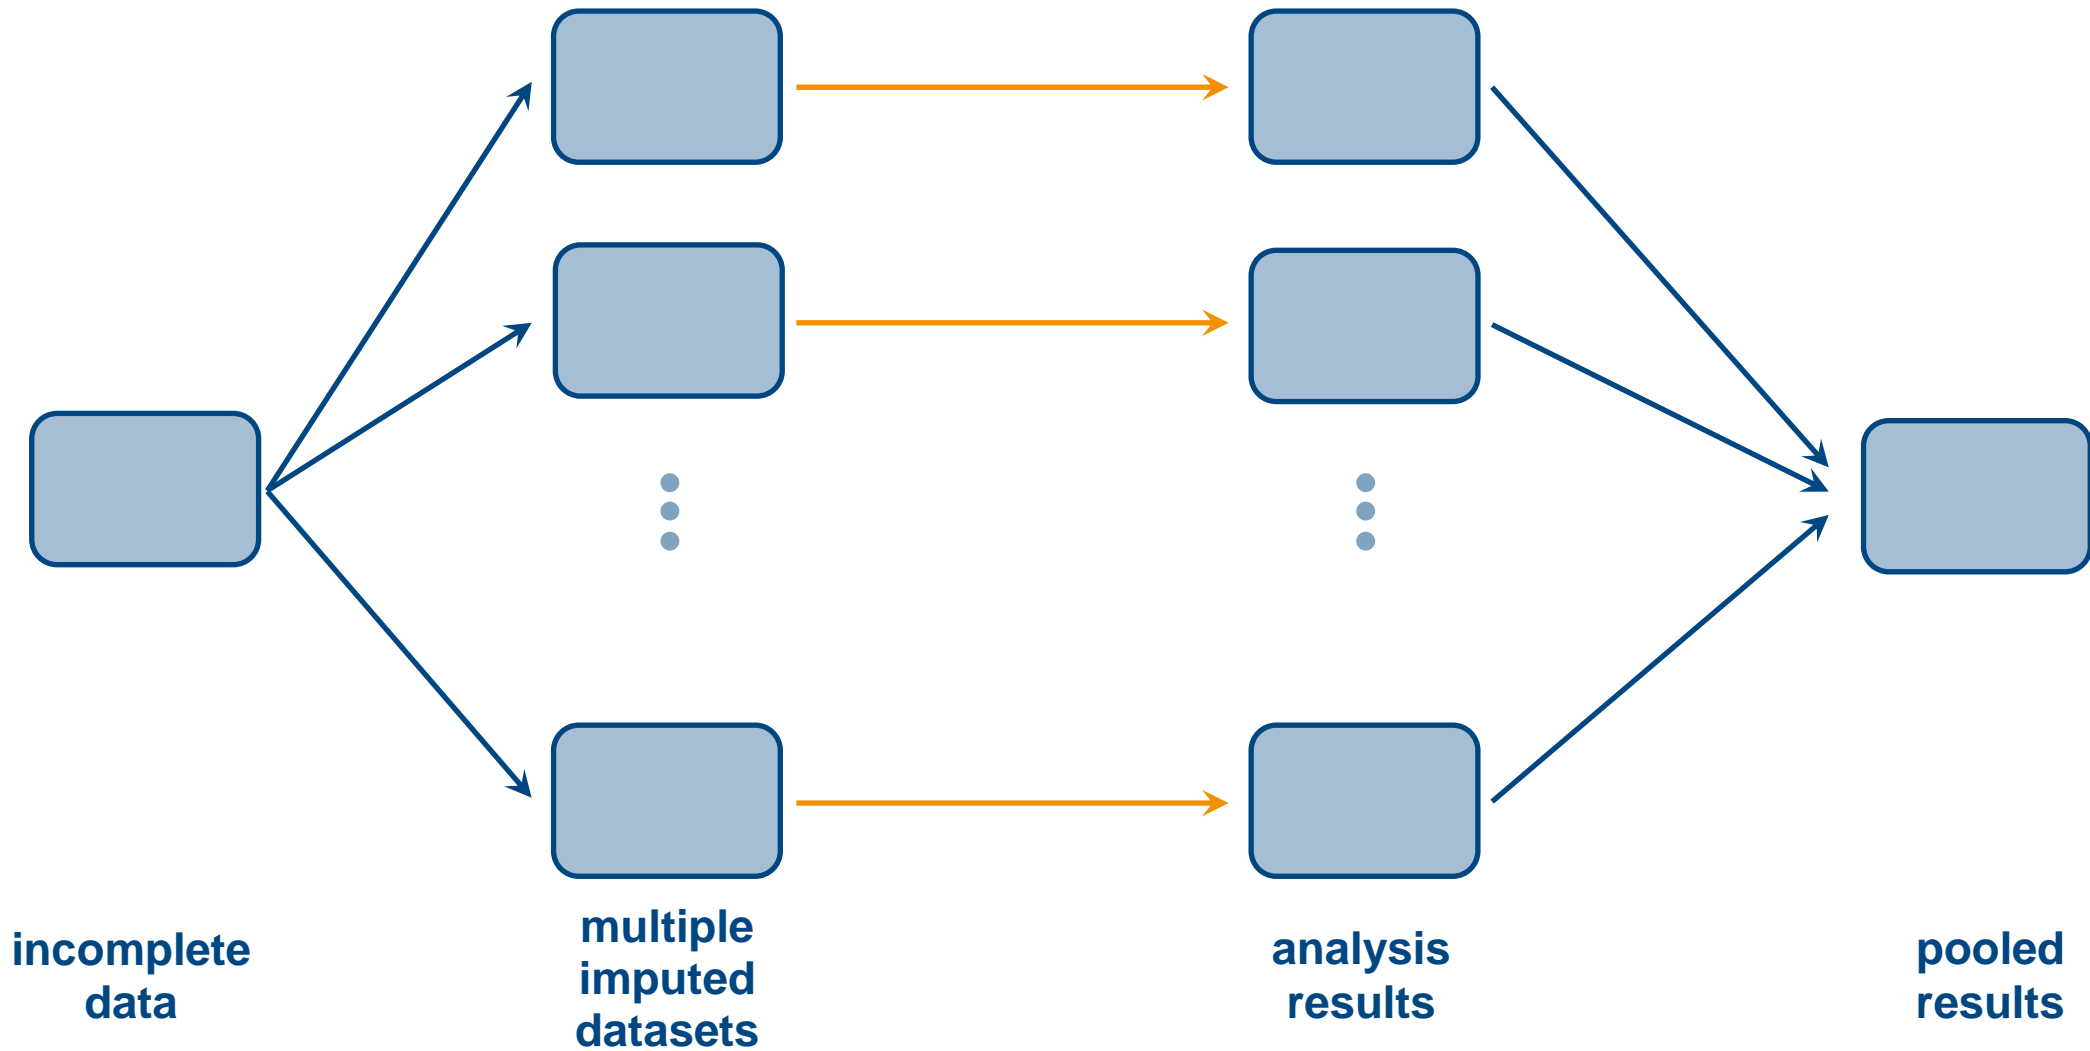 incomplete
data
multiple
imputed
datasets
analysis
results
pooled
results